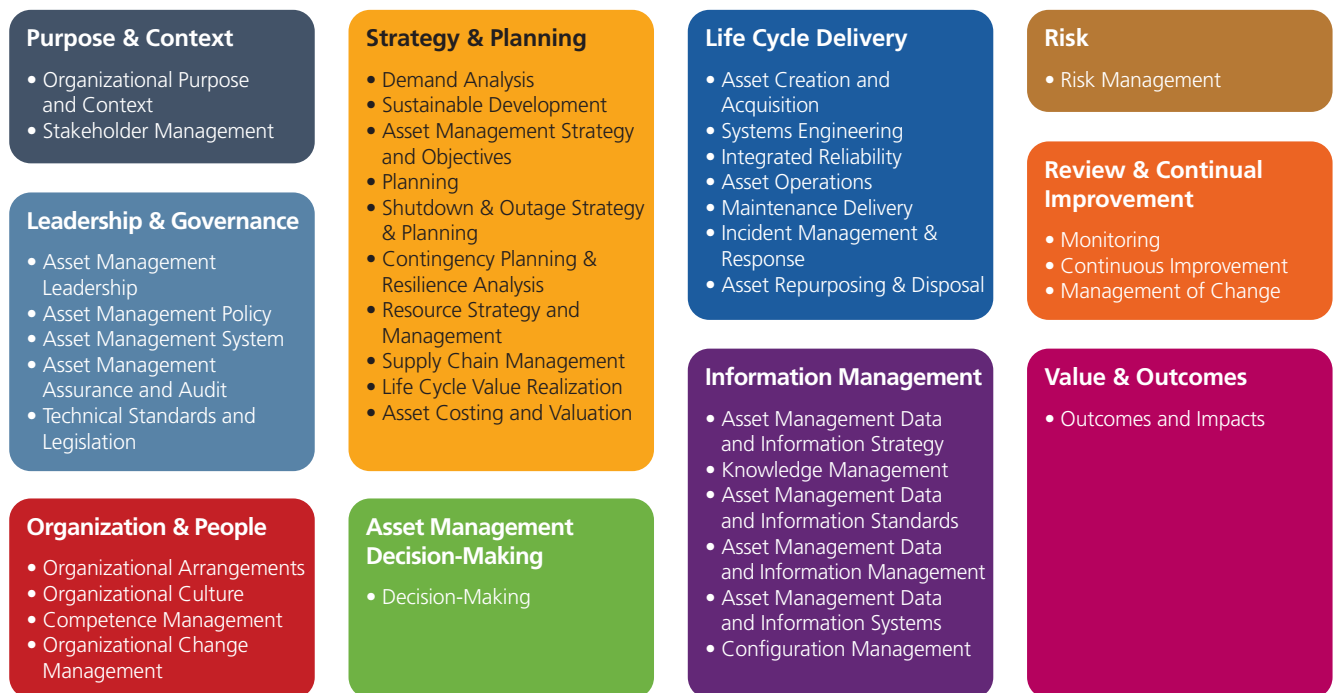 Purpose & Context
• Organizational Purpose
and Context
• Stakeholder Management
Leadership & Governance
• Asset Management
Leadership
• Asset Management Policy
• Asset Management System
• Asset Management
Assurance and Audit
• Technical Standards and
Legislation
Organization & People
• Organizational Arrangements
• Organizational Culture
• Competence Management
• Organizational Change
Management
Strategy & Planning
• Demand Analysis
• Sustainable Development
• Asset Management Strategy
and Objectives
• Planning
• Shutdown & Outage Strategy
& Planning
• Contingency Planning &
Resilience Analysis
• Resource Strategy and
Management
• Supply Chain Management
• Life Cycle Value Realization
• Asset Costing and Valuation
Asset Management
Decision-Making
• Decision-Making
Life Cycle Delivery
• Asset Creation and
Acquisition
• Systems Engineering
• Integrated Reliability
• Asset Operations
• Maintenance Delivery
• Incident Management &
Response
• Asset Repurposing & Disposal
Information Management
• Asset Management Data
and Information Strategy
• Knowledge Management
• Asset Management Data
and Information Standards
• Asset Management Data
and Information Management
• Asset Management Data
and Information Systems
• Configuration Management
Risk
• Risk Management
Review & Continual
Improvement
• Monitoring
• Continuous Improvement
• Management of Change
Value & Outcomes
• Outcomes and Impacts